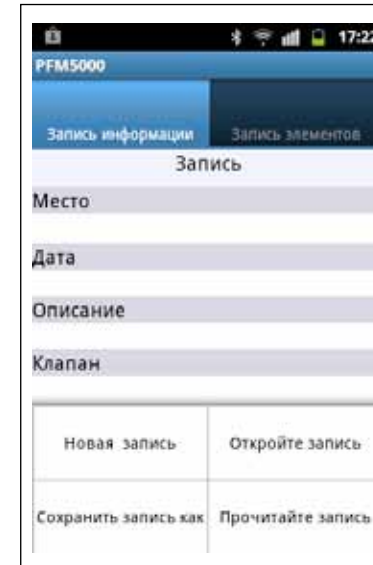 17:22
PFM5000
Запись информации
Запись элементов
Запись
Место
Дата
Описание
Клапан
Новая запись
Откройте запись
Сохранить запись как
Прочитайте запись